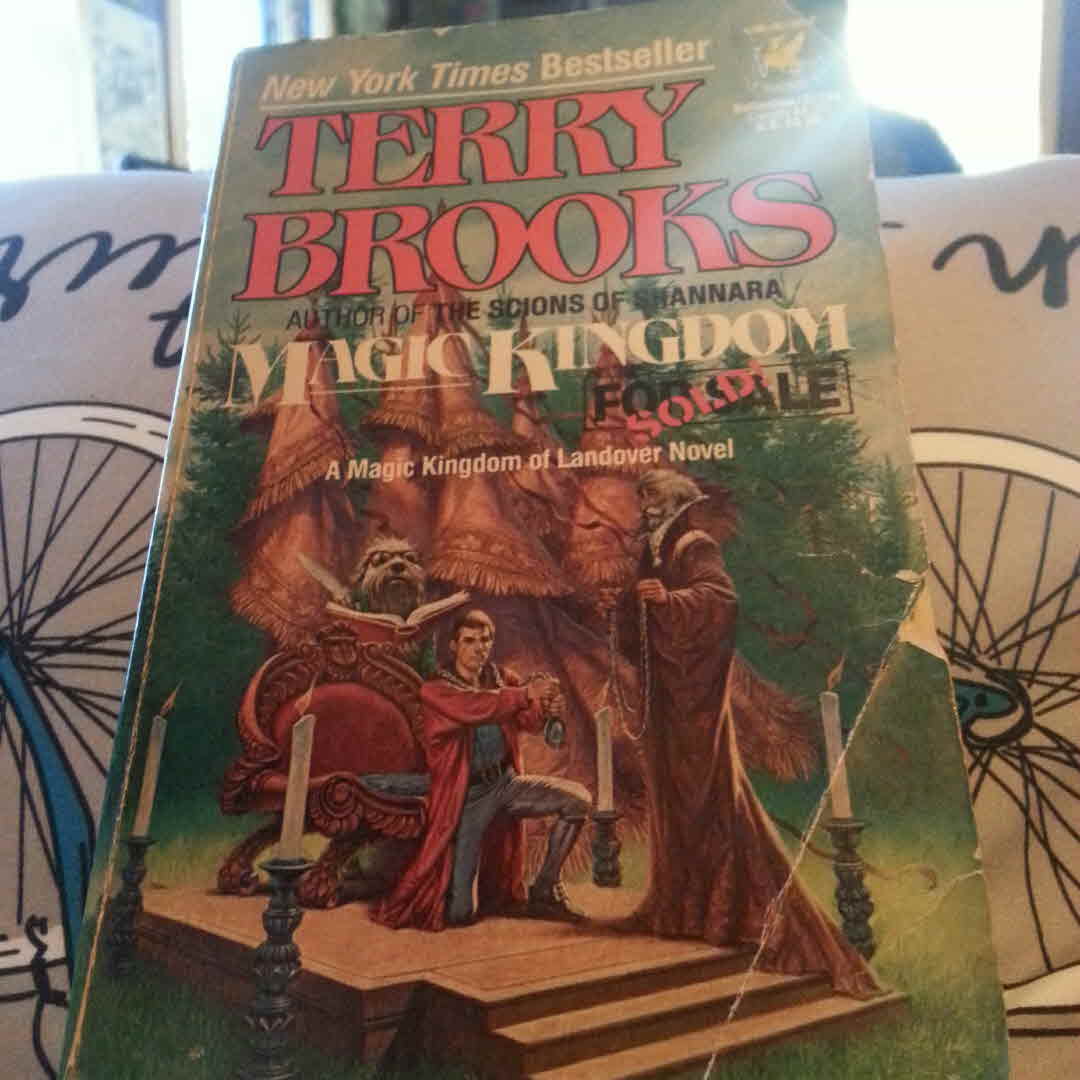 New York Times Bestseller
TERRY
BROOKS
AUTHOR OF THE SCIONS OF SHANNARA
MAGIC KINGDOM
FOR SALE
SOLD!
A Magic Kingdom of Landover Novel